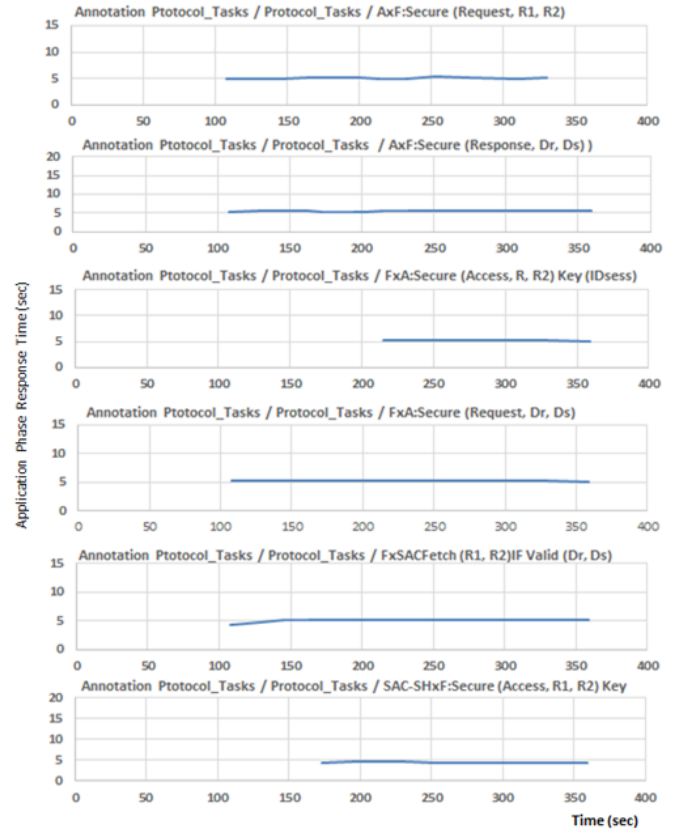 Annotation Ptotocol_Tasks / Protocol_Tasks / AxF:Secure (Request, R1, R2)
15
10
5
0
0 50 100 150 200 250 300 350 400
Annotation Ptotocol_Tasks / Protocol_Tasks / AxF:Secure (Response, Dr, Ds) )
20
15
10
5
0
0 50 100 150 200 250 300 350 400
Annotation Ptotocol_Tasks / Protocol_Tasks / FxA:Secure (Access, R, R2) Key (IDsess)
15
10
5
0
0 50 100 150 200 250 300 350 400
Application Phase Response Time (sec)
Annotation Ptotocol_Tasks / Protocol_Tasks / FxA:Secure (Request, Dr, Ds)
15
10
5
0
0 50 100 150 200 250 300 350 400
Annotation Ptotocol_Tasks / Protocol_Tasks / FxSACFetch (R1, R2)IF Valid (Dr, Ds)
15
10
5
0
0 50 100 150 200 250 300 350 400
Annotation Ptotocol_Tasks / Protocol_Tasks / SAC-SHxF:Secure (Access, R1, R2) Key
20
15
10
5
0
0 50 100 150 200 250 300 350 400
Time (sec)